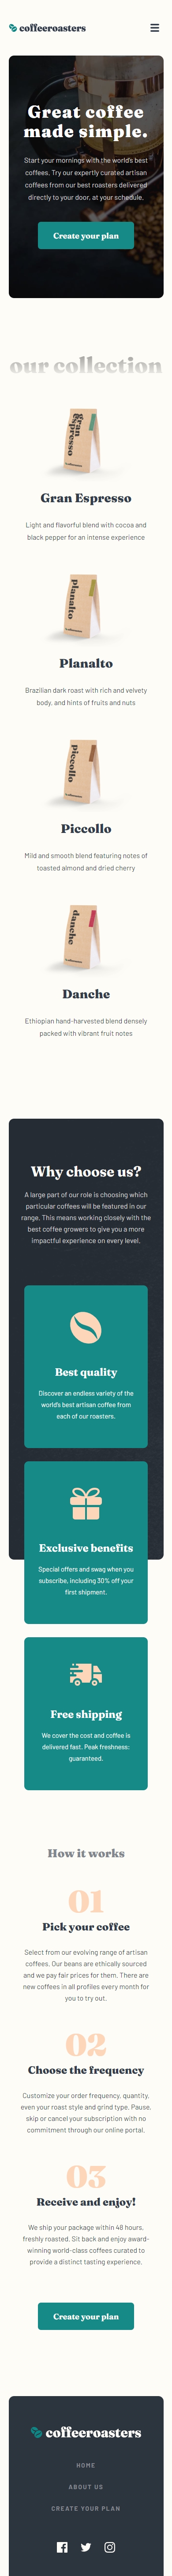 coffeeroasters
Great coffee
made simple.
Start your mornings with the world's best
coffees. Try our expertly curated artisan
coffees from our best roasters delivered
directly to your door, at your schedule.
Create your plan
our collection
Gran
Espresso
coffeeroasters
Gran Espresso
Light and flavorful blend with cocoa and
black pepper for an intense experience
planalto
coffeeroasters
Planalto
Brazilian dark roast with rich and velvety
body, and hints of fruits and nuts
piccollo
coffeeroasters
Piccollo
Mild and smooth blend featuring notes of
toasted almond and dried cherry
danche
coffeeroasters
Danche
Ethiopian hand-harvested blend densely
packed with vibrant fruit notes
Why choose us?
A large part of our role is choosing which
particular coffees will be featured in our
range. This means working closely with the
best coffee growers to give you a more
impactful experience on every level.
Best quality
Discover an endless variety of the
world's best artisan coffee from
each of our roasters.
Exclusive benefits
Special offers and swag when you
subscribe, including 30% off your
first shipment.
Free shipping
We cover the cost and coffee is
delivered fast. Peak freshness:
guaranteed.
How it works
01
Pick your coffee
Select from our evolving range of artisan
coffees. Our beans are ethically sourced
and we pay fair prices for them. There are
new coffees in all profiles every month for
you to try out.
02
Choose the frequency
Customize your order frequency, quantity,
even your roast style and grind type. Pause,
skip or cancel your subscription with no
commitment through our online portal.
03
Receive and enjoy!
We ship your package within 48 hours,
freshly roasted. Sit back and enjoy award-
winning world-class coffees curated to
provide a distinct tasting experience.
Create your plan
coffeeroasters
HOME
ABOUT US
CREATE YOUR PLAN